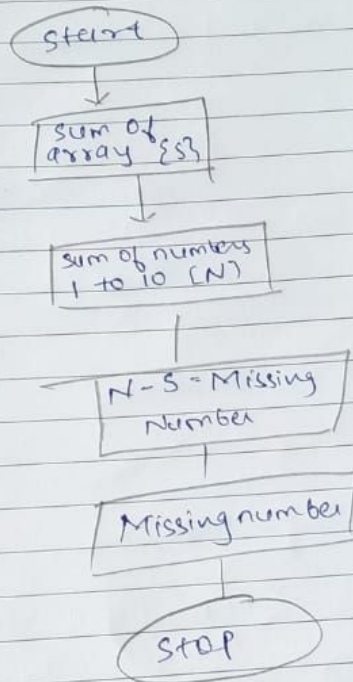 Start
sum of
array {S}
sum of numbers
1 to 10 (N)
N-S = Missing
Number
Missing number
Stop